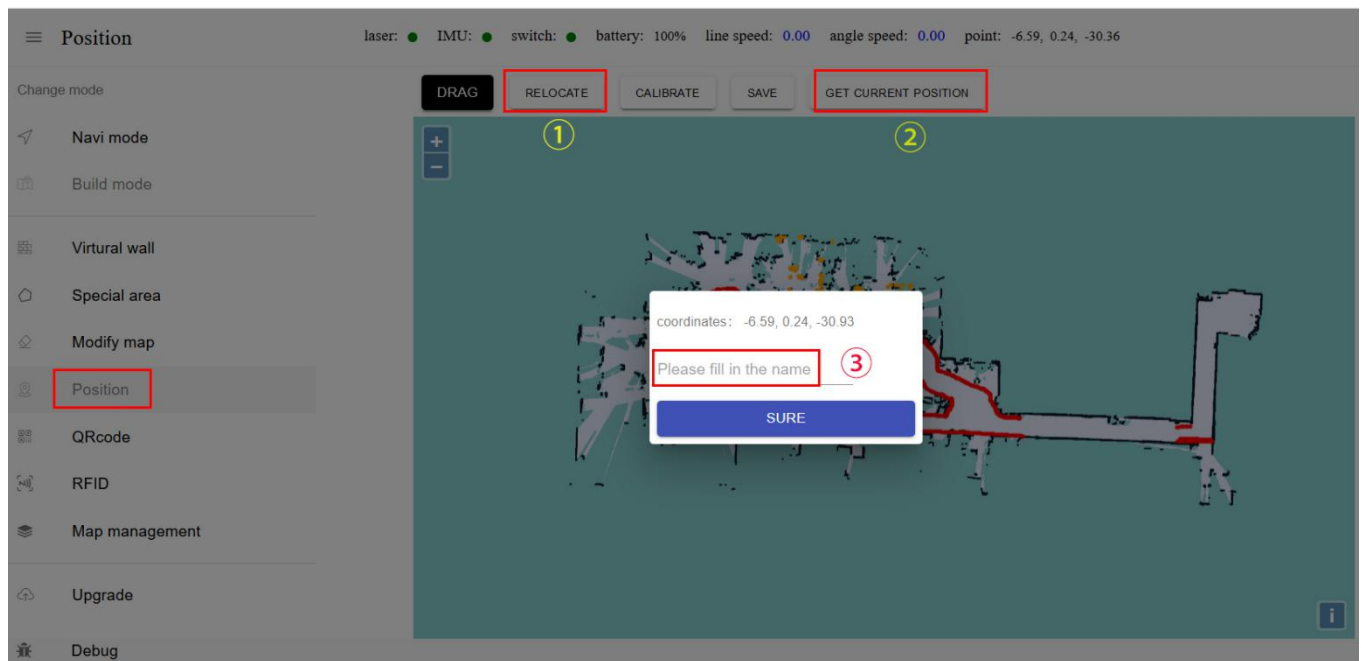 Position
laser: IMU: switch: battery: 100% line speed: 0.00 angle speed: 0.00 point: -6.59, 0.24, -30.36
Change mode
DRAG RELOCATE CALIBRATE SAVE GET CURRENT POSITION
① ②
+
−
Navi mode
Build mode
Virtural wall
Special area
Modify map
Position
QRcode
RFID
Map management
Upgrade
Debug
coordinates: -6.59, 0.24, -30.93
Please fill in the name ③
SURE
i